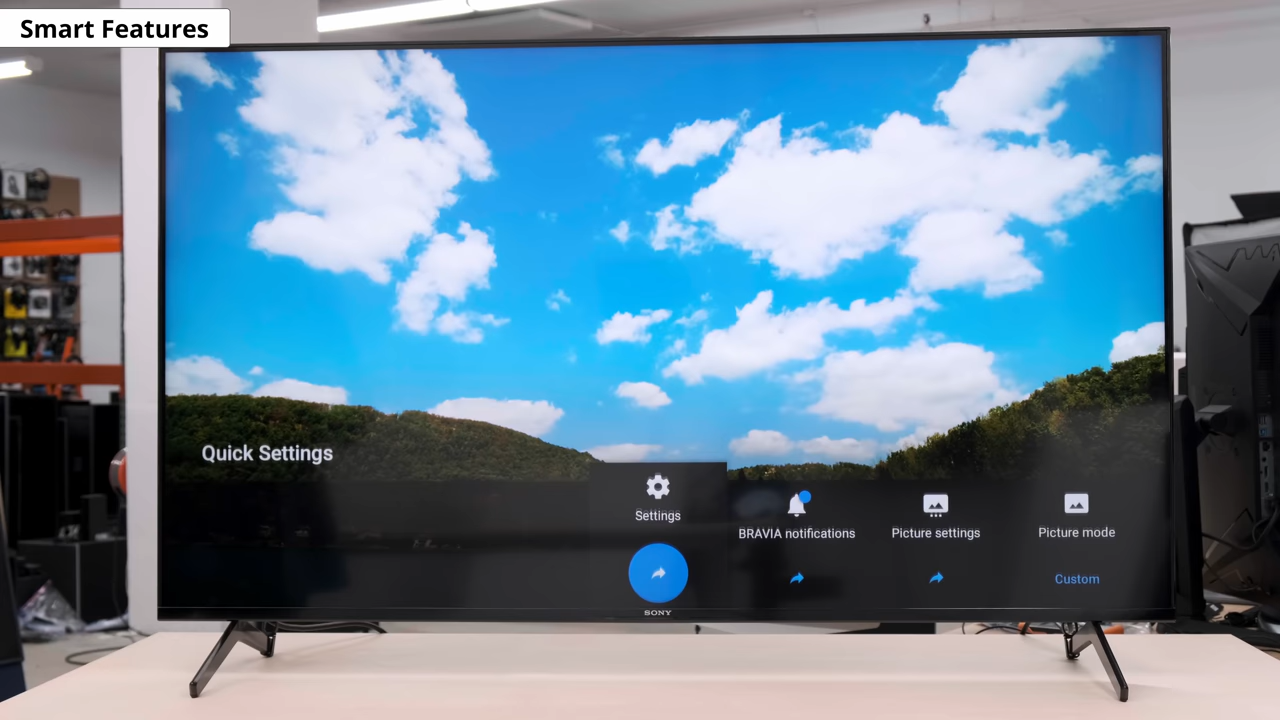 Smart Features
Quick Settings
Settings
BRAVIA notifications
Picture settings
Picture mode
Custom
SONY